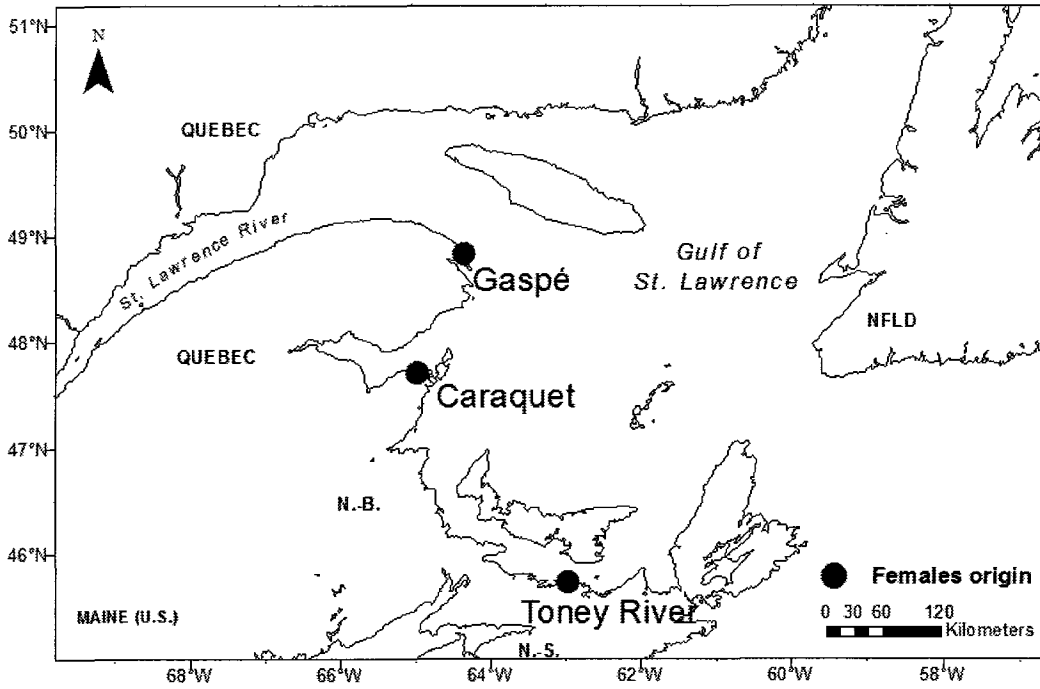 51°N
N
50°N
QUEBEC
49°N
St. Lawrence River
Gulf of
St. Lawrence
Gaspé
48°N
QUEBEC
NFLD
Caraquet
47°N
N.-B.
46°N
Females origin
Toney River
0 30 60 120
Kilometers
MAINE (U.S.)
N.-S.
68°W 66°W 64°W 62°W 60°W 58°W